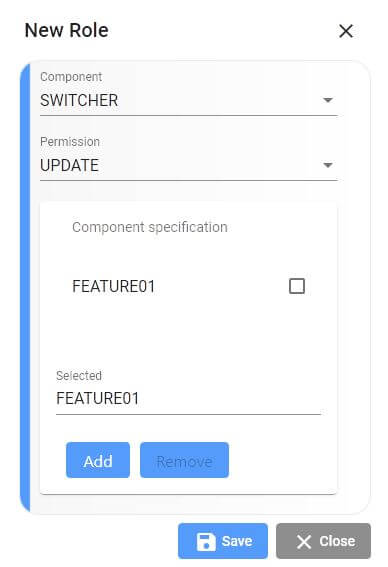 New Role
Component
SWITCHER
Permission
UPDATE
Component specification
FEATURE01
Selected
FEATURE01
Add Remove
Save Close